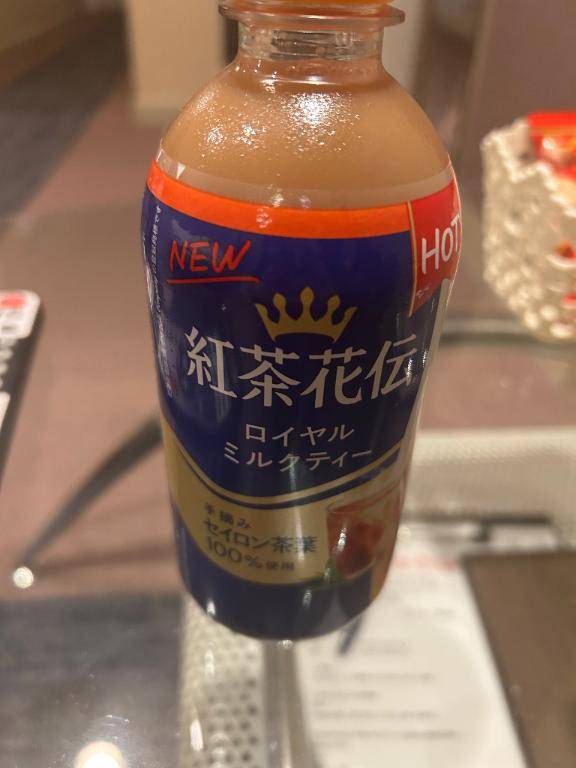 NEW
HOT
紅茶花伝
ロイヤル
ミルクティー
手摘み
セイロン茶葉
100%使用